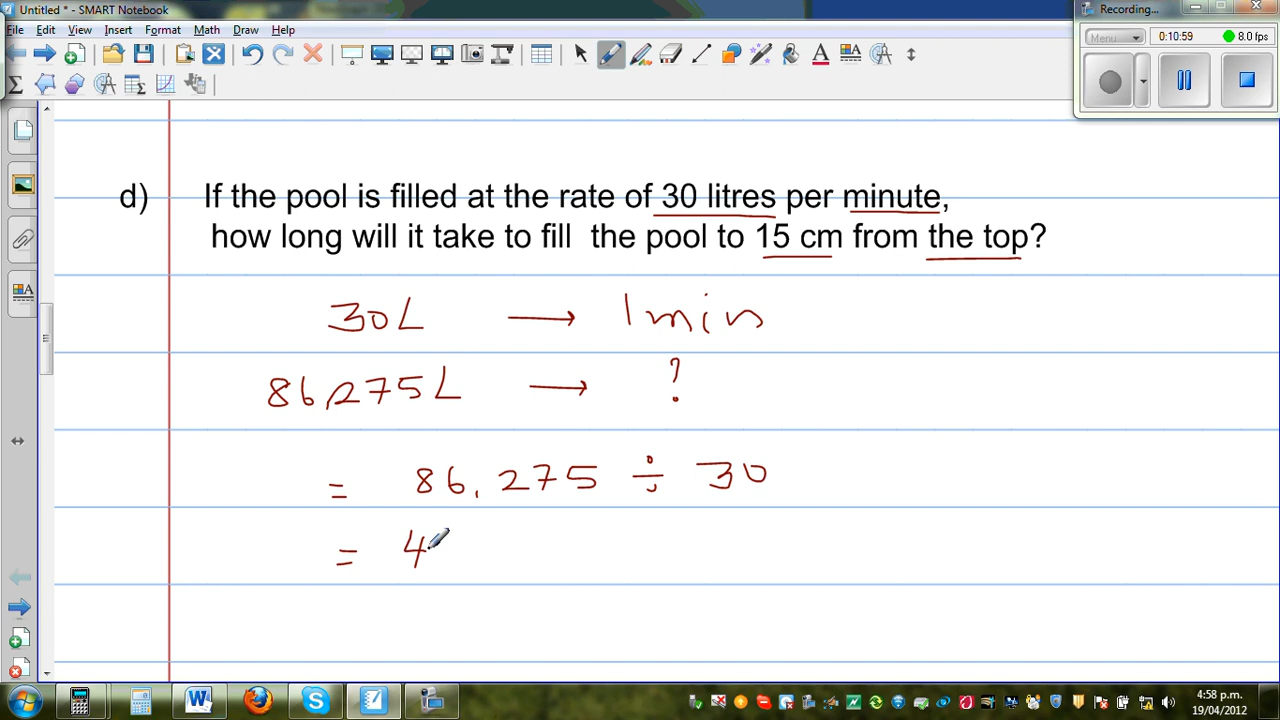 Untitled * - SMART Notebook
Recording...
File Edit View Insert Format Math Draw Help
Menu 0:10:59 8.0 fps
d) If the pool is filled at the rate of 30 litres per minute,
how long will it take to fill the pool to 15 cm from the top?
30L → 1 min
86,275L → ?
= 86,275 ÷ 30
= 4
4:58 p.m.
19/04/2012